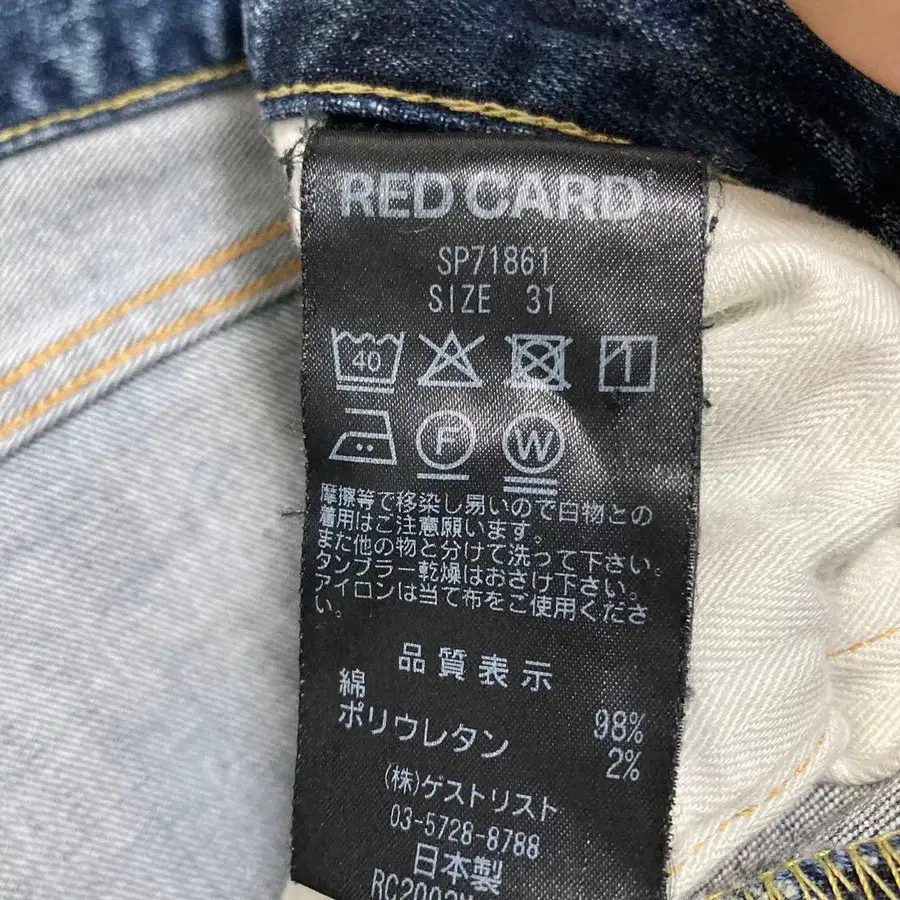 RED CARD
SP71861
SIZE 31
40
1
F
W
摩擦等で移染し易いので白物との
着用はご注意願います。
また他の物と分けて洗って下さい。
タンブラー乾燥はおさけ下さい。
アイロンは当て布をご使用くださ
い。
品質表示
綿 98%
ポリウレタン 2%
(株)ゲストリスト
03-5728-8788
日本製